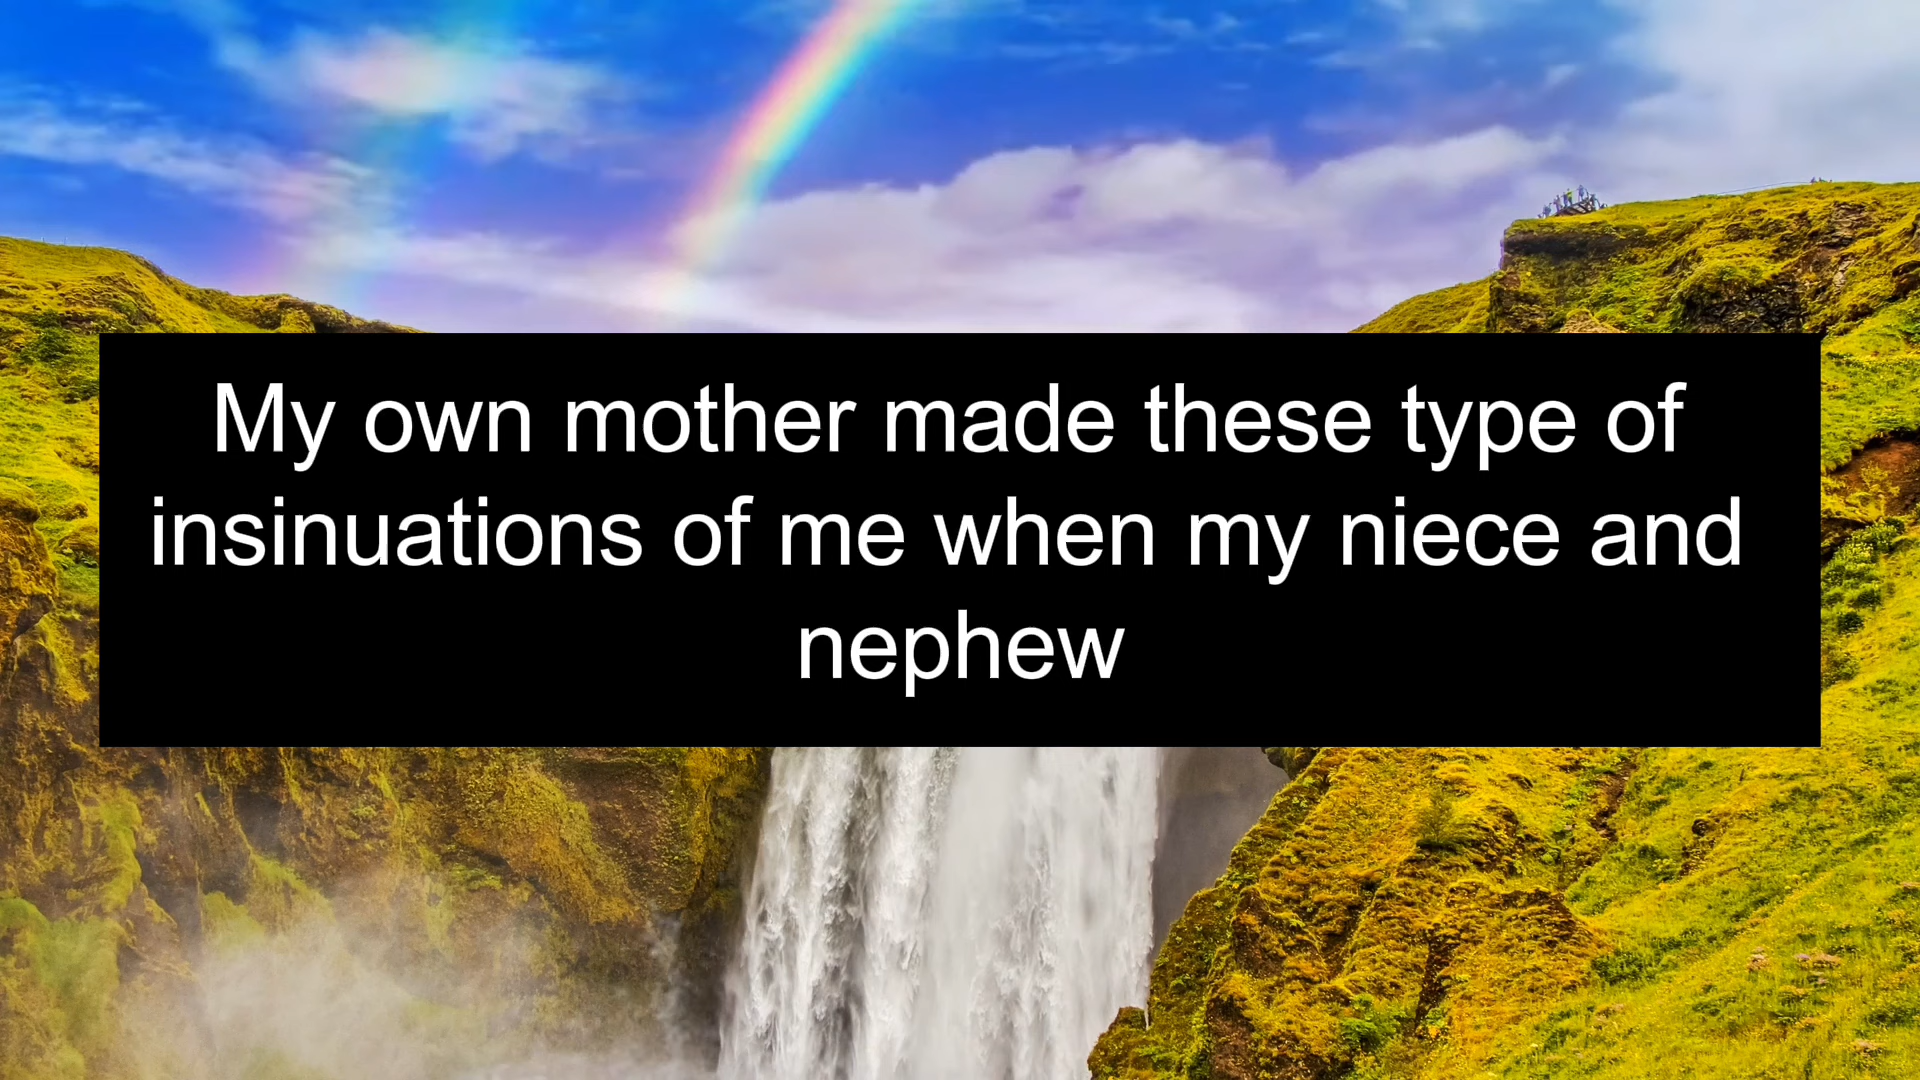 My own mother made these type of
insinuations of me when my niece and
nephew